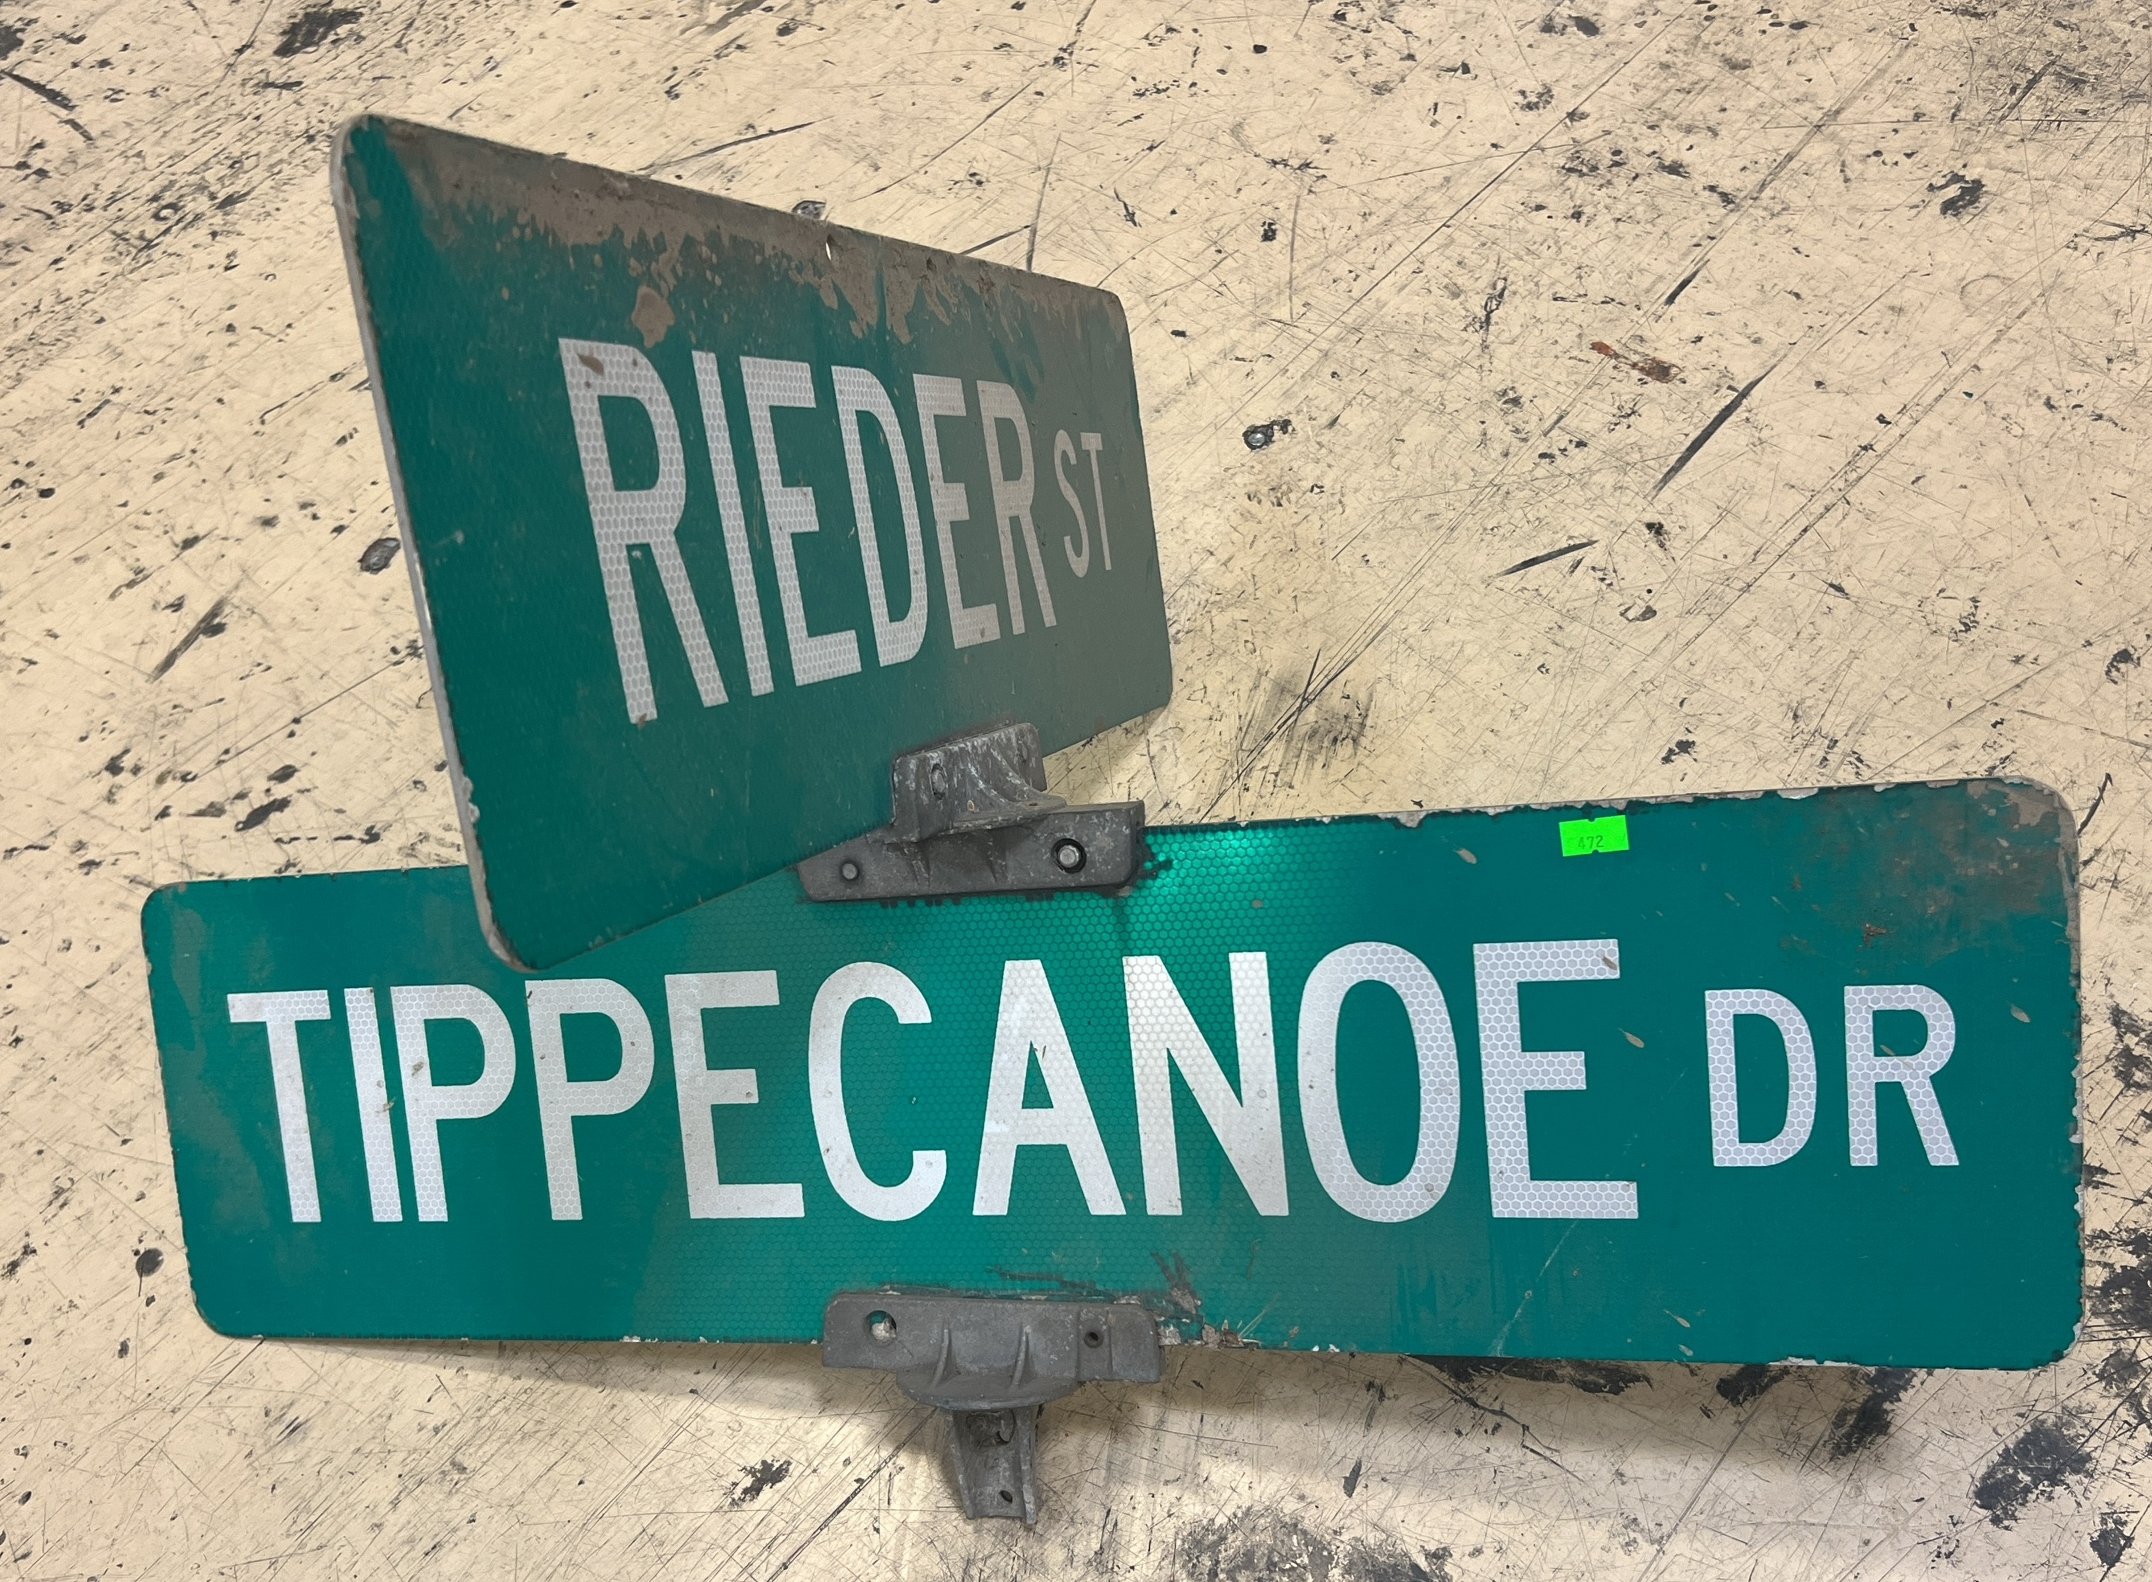 RIEDER ST
472
TIPPECANOE DR